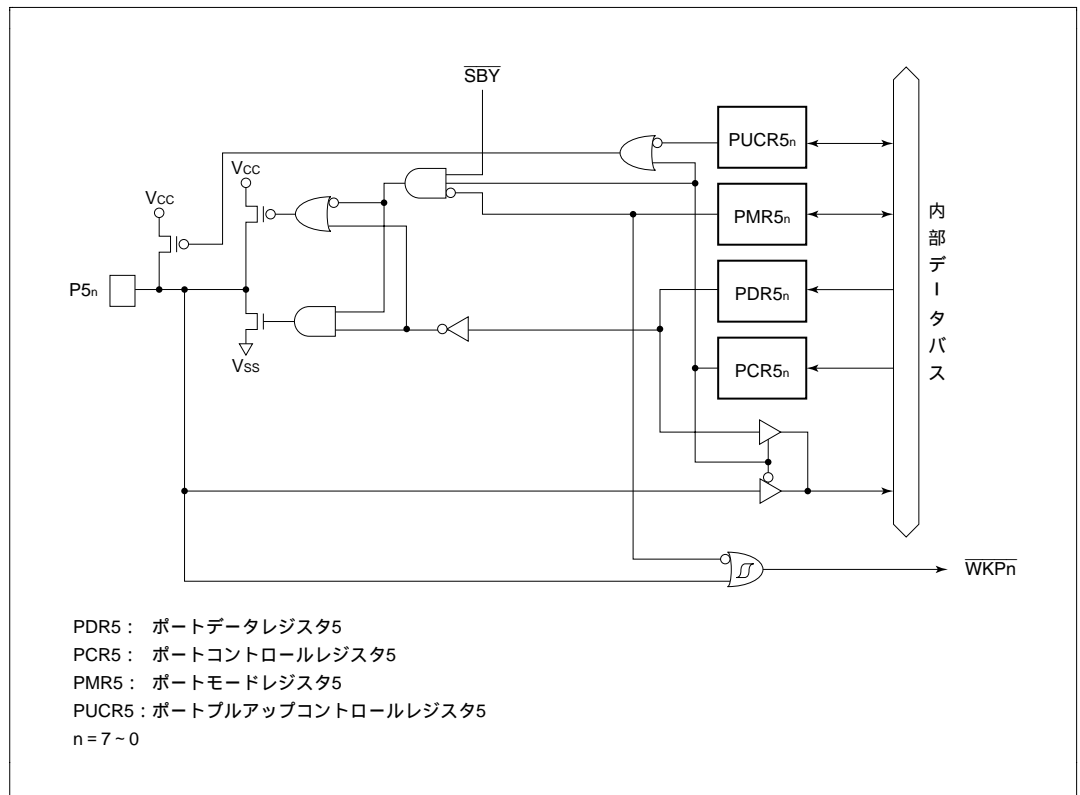 SBY
PUCR5n
VCC
VCC
PMR5n
内部データバス
P5n
PDR5n
VSS
PCR5n
WKPn
PDR5： ポートデータレジスタ5
PCR5： ポートコントロールレジスタ5
PMR5： ポートモードレジスタ5
PUCR5：ポートプルアップコントロールレジスタ5
n = 7 ~ 0